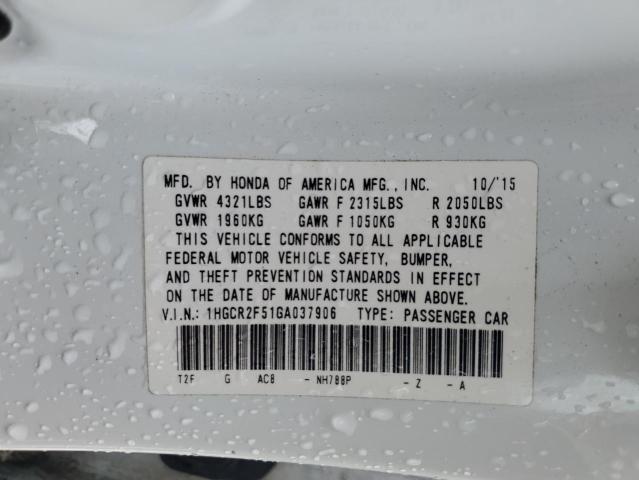 MFD. BY HONDA OF AMERICA MFG., INC. 10/'15
GVWR 4321LBS GAWR F 2315LBS R 2050LBS
GVWR 1960KG GAWR F 1050KG R 930KG
THIS VEHICLE CONFORMS TO ALL APPLICABLE
FEDERAL MOTOR VEHICLE SAFETY, BUMPER,
AND THEFT PREVENTION STANDARDS IN EFFECT
ON THE DATE OF MANUFACTURE SHOWN ABOVE.
V.I.N.: 1HGCR2F51GA037906 TYPE: PASSENGER CAR
T2F G AC8 - NH788P - Z - A